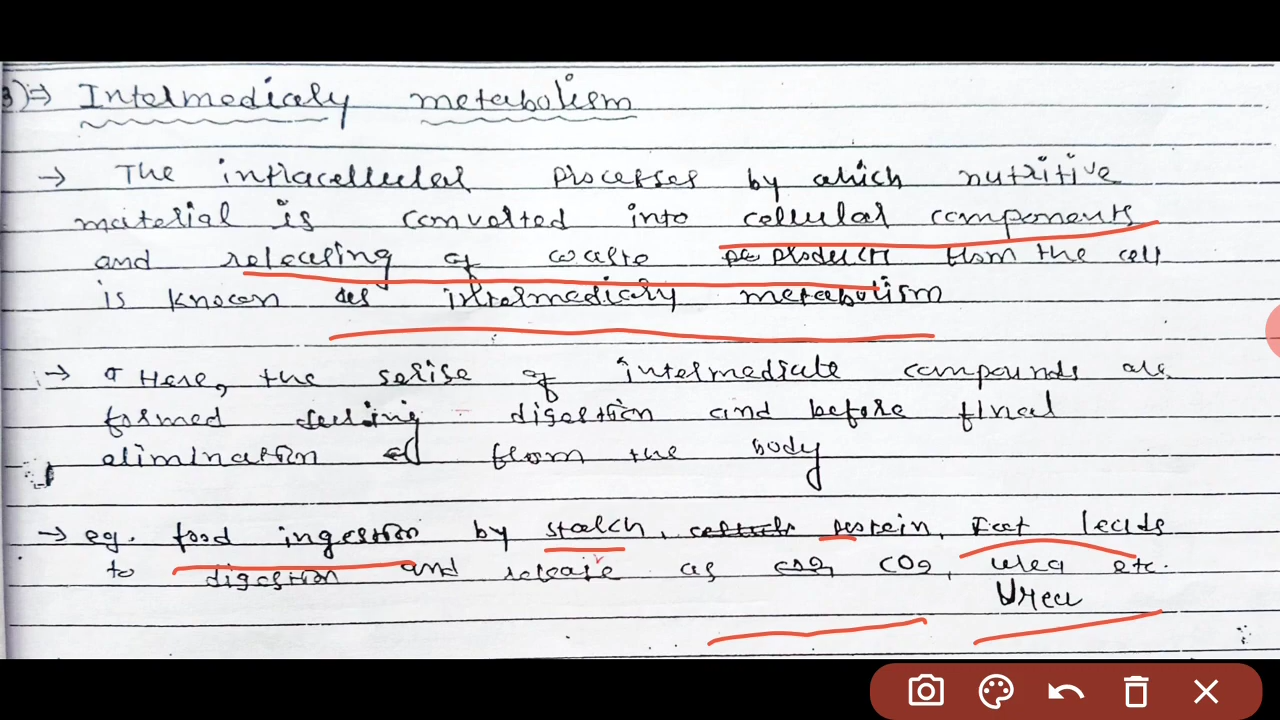 3) ⇒ Intermediary metabolism
→ The intracellular processes by which nutritive
material is converted into cellular components
and releasing of waste pe products from the cell
is known as intermediary metabolism
→ Here, the serise of intermediate compounds are
formed during digestion and before final
elimination from the body
→ eg. food ingestion by starch, protein, Fat leads
to digestion and release as CO2, urea etc.
Urea